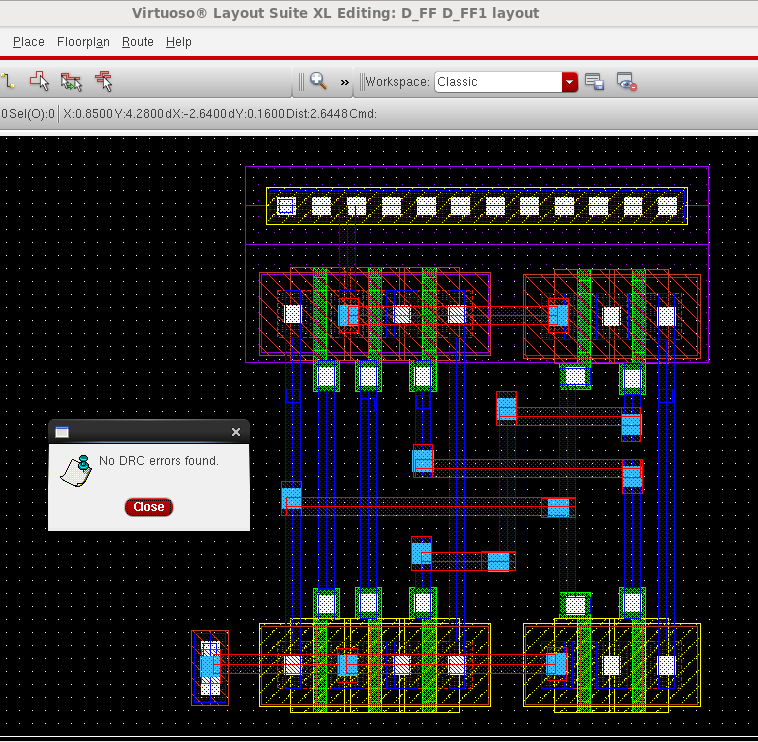 Virtuoso® Layout Suite XL Editing: D_FF D_FF1 layout
Place Floorplan Route Help
» Workspace: Classic
0Sel(O):0 X:0.8500Y:4.2800dX:-2.6400dY:0.1600Dist:2.6448Cmd:
No DRC errors found.
Close